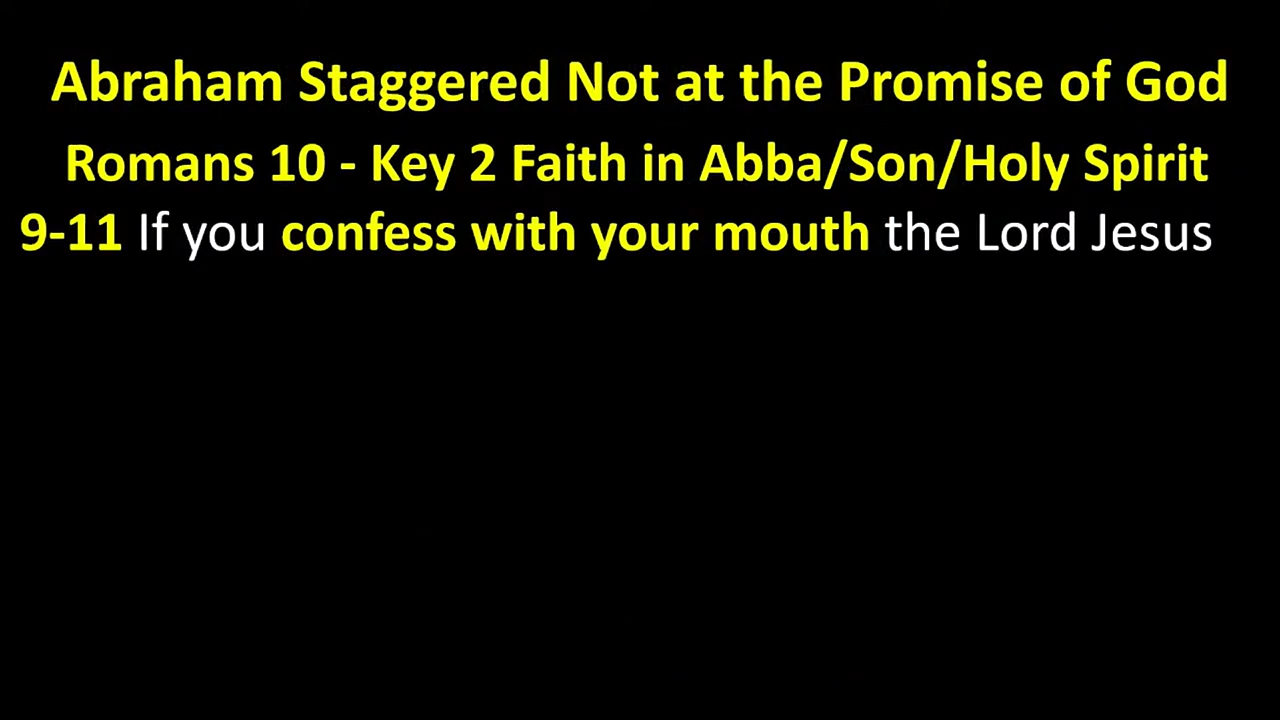 Abraham Staggered Not at the Promise of God
Romans 10 - Key 2 Faith in Abba/Son/Holy Spirit
9-11 If you confess with your mouth the Lord Jesus